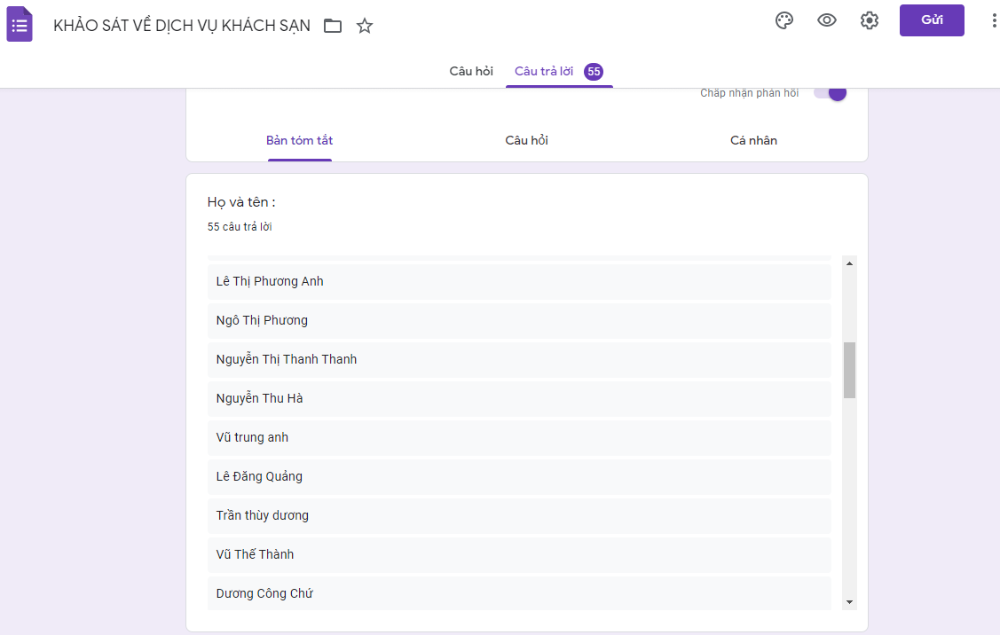 KHẢO SÁT VỀ DỊCH VỤ KHÁCH SẠN
Gửi
Câu hỏi
Câu trả lời 55
Chấp nhận phản hồi
Bản tóm tắt
Câu hỏi
Cá nhân
Họ và tên :
55 câu trả lời
Lê Thị Phương Anh
Ngô Thị Phương
Nguyễn Thị Thanh Thanh
Nguyễn Thu Hà
Vũ trung anh
Lê Đăng Quảng
Trần thùy dương
Vũ Thế Thành
Dương Công Chứ